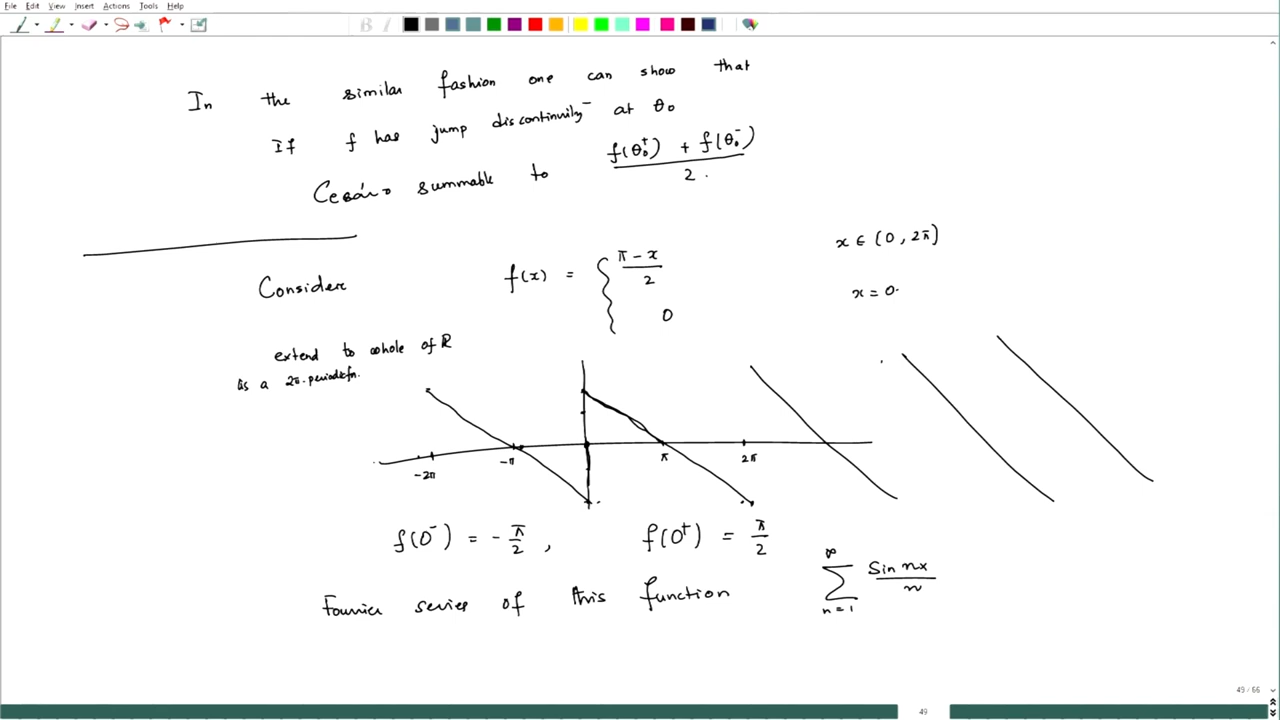 File Edit View Insert Actions Tools Help
In the similar fashion one can show that
If f has jump discontinuity at θ₀
Cesáro summable to f(θ₀⁺) + f(θ₀⁻) / 2.
Consider f(x) = { π - x / 2 x ∈ (0, 2π)
0 x = 0.
extend to whole of ℝ
as a 2π. periodic fn.
-2π -π π 2π
f(0⁻) = - π/2 , f(0⁺) = π/2
Fourier series of this function ∞ Σ n=1 Sin nx / n
49 / 66
49